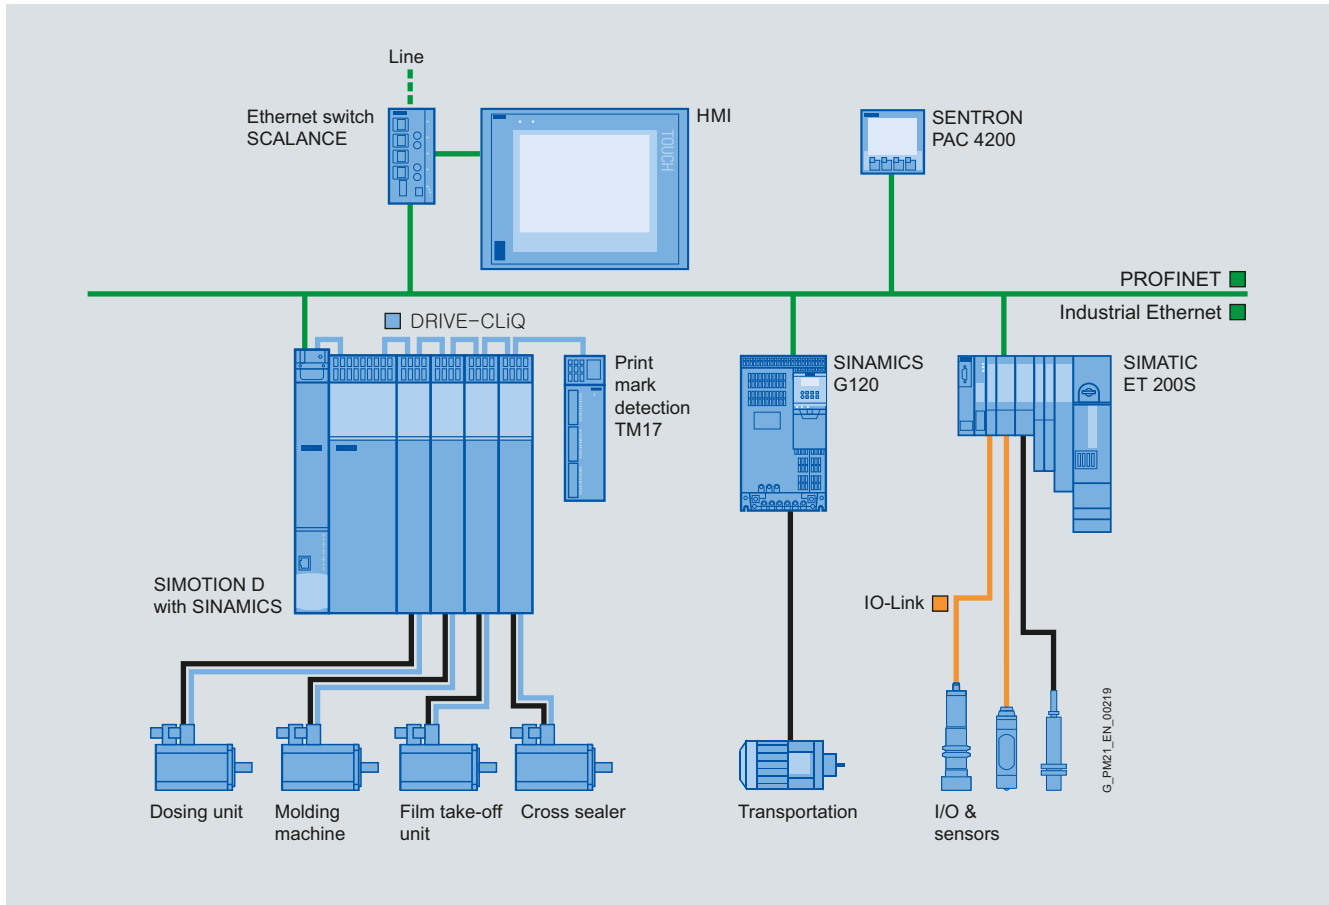 Line
Ethernet switch
SCALANCE
HMI
TOUCH
SENTRON
PAC 4200
PROFINET
Industrial Ethernet
DRIVE-CLiQ
Print
mark
detection
TM17
SINAMICS
G120
SIMATIC
ET 200S
SIMOTION D
with SINAMICS
IO-Link
G_PM21_EN_00219
Dosing unit
Molding
machine
Film take-off
unit
Cross sealer
Transportation
I/O &
sensors